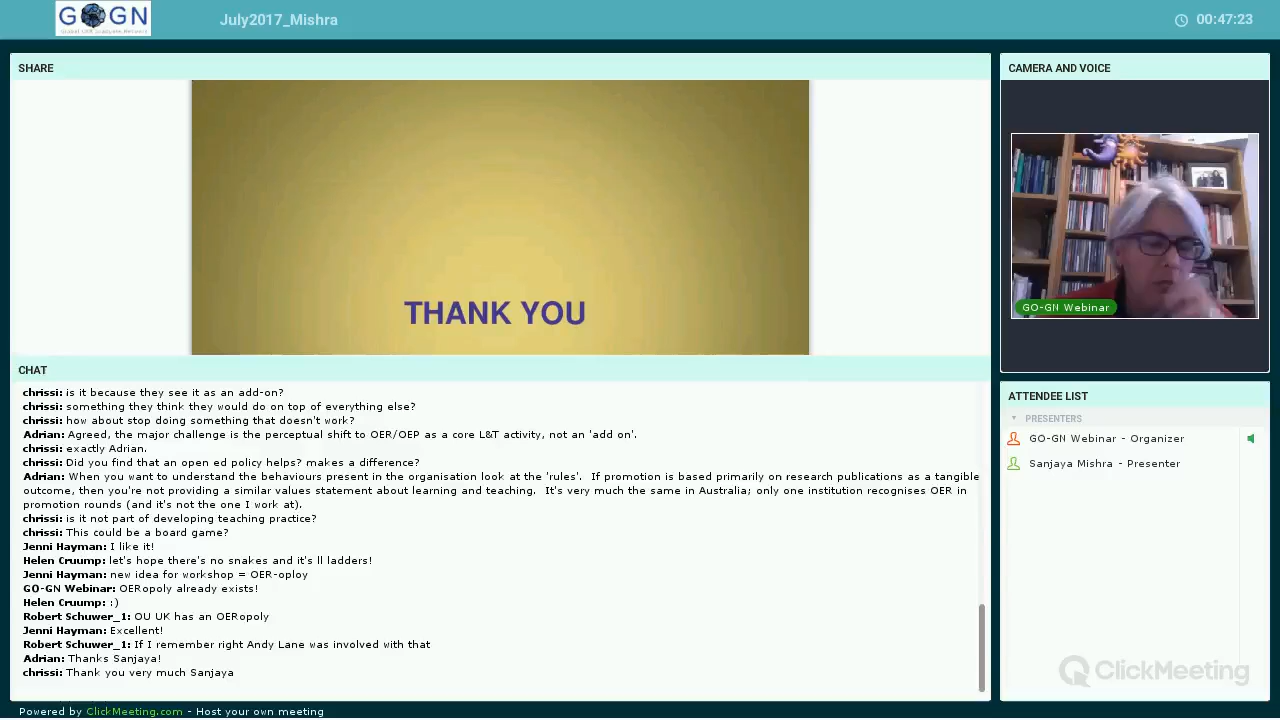 GO GN
July2017_Mishra
00:47:23
SHARE
CAMERA AND VOICE
THANK YOU
GO-GN Webinar
CHAT
chrissi: is it because they see it as an add-on?
chrissi: something they think they would do on top of everything else?
chrissi: how about stop doing something that doesn't work?
Adrian: Agreed, the major challenge is the perceptual shift to OER/OEP as a core L&T activity, not an 'add on'.
chrissi: exactly Adrian.
chrissi: Did you find that an open ed policy helps? makes a difference?
Adrian: When you want to understand the behaviours present in the organisation look at the 'rules'.  If promotion is based primarily on research publications as a tangible
outcome, then you're not providing a similar values statement about learning and teaching.  It's very much the same in Australia; only one institution recognises OER in
promotion rounds (and it's not the one I work at).
chrissi: is it not part of developing teaching practice?
chrissi: This could be a board game?
Jenni Hayman: I like it!
Helen Cruump: let's hope there's no snakes and it's ll ladders!
Jenni Hayman: new idea for workshop = OER-oploy
GO-GN Webinar: OERopoly already exists!
Helen Cruump: :)
Robert Schuwer_1: OU UK has an OERopoly
Jenni Hayman: Excellent!
Robert Schuwer_1: If I remember right Andy Lane was involved with that
Adrian: Thanks Sanjaya!
chrissi: Thank you very much Sanjaya
ATTENDEE LIST
PRESENTERS
GO-GN Webinar - Organizer
Sanjaya Mishra - Presenter
ClickMeeting
Powered by ClickMeeting.com - Host your own meeting